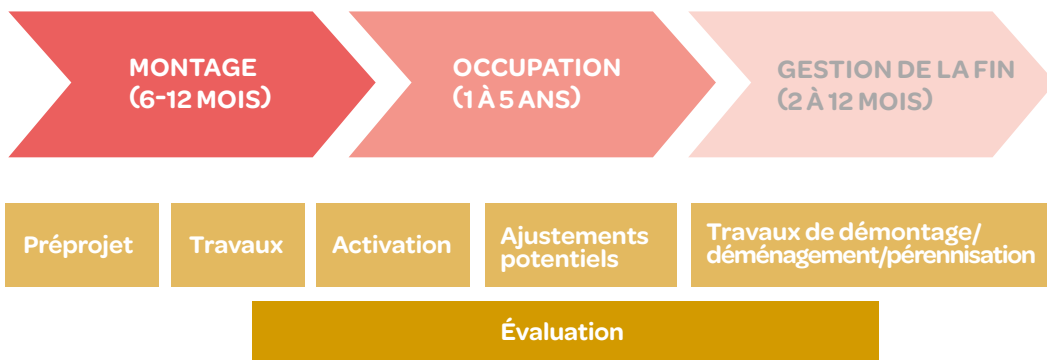 MONTAGE
(6-12 MOIS)
OCCUPATION
(1 À 5 ANS)
GESTION DE LA FIN
(2 À 12 MOIS)
Préprojet
Travaux
Activation
Ajustements
potentiels
Travaux de démontage/
déménagement/pérennisation
Évaluation